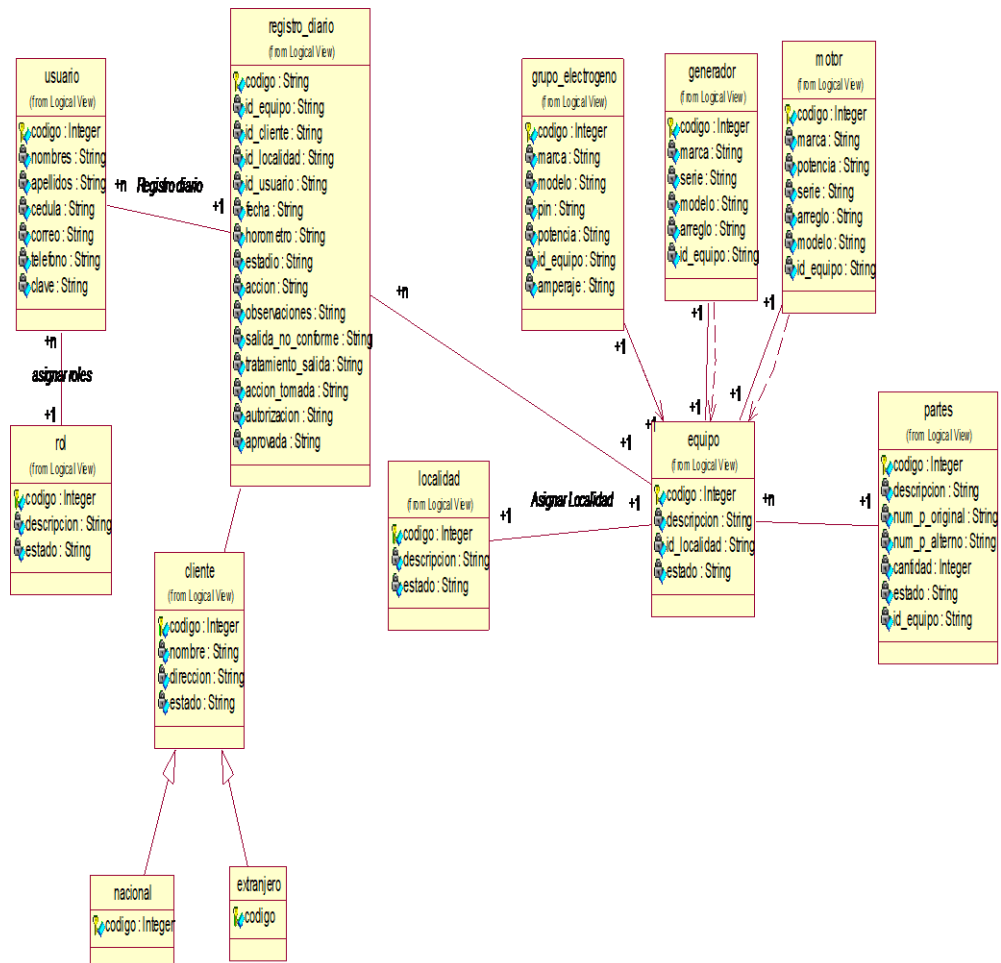 registro_diario
(from Logical View)
codigo : String
id_equipo : String
id_cliente : String
id_localidad : String
id_usuario : String
fecha : String
horometro : String
estadio : String
accion : String
observaciones : String
salida_no_conforme : String
tratamiento_salida : String
accion_tomada : String
autorizacion : String
aprovada : String
usuario
(from Logical View)
codigo : Integer
nombres : String
apellidos : String
cedula : String
correo : String
telefono : String
clave : String
+n
Registro diario
+1
+n
asignar roles
+1
rol
(from Logical View)
codigo : Integer
descripcion : String
estado : String
grupo_electrogeno
(from Logical View)
codigo : Integer
marca : String
modelo : String
pin : String
potencia : String
id_equipo : String
amperaje : String
generador
(from Logical View)
codigo : Integer
marca : String
serie : String
modelo : String
arreglo : String
id_equipo : String
motor
(from Logical View)
codigo : Integer
marca : String
potencia : String
serie : String
arreglo : String
modelo : String
id_equipo : String
+n
+1
+1
+1
+1
+1
+1
+1
+1
equipo
(from Logical View)
codigo : Integer
descripcion : String
id_localidad : String
estado : String
localidad
(from Logical View)
codigo : Integer
descripcion : String
estado : String
Asignar Localidad
+1
+1
+n
+1
partes
(from Logical View)
codigo : Integer
descripcion : String
num_p_original : String
num_p_alterno : String
cantidad : Integer
estado : String
id_equipo : String
cliente
(from Logical View)
codigo : Integer
nombre : String
direccion : String
estado : String
nacional
codigo : Integer
extranjero
codigo